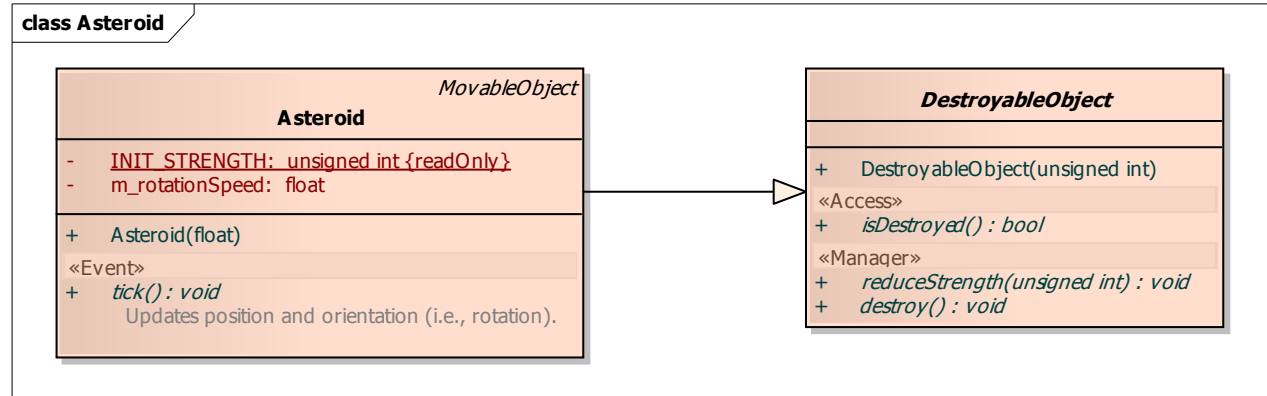 class Asteroid
MovableObject
Asteroid
- INIT_STRENGTH: unsigned int {readOnly}
- m_rotationSpeed: float
+ Asteroid(float)
«Event»
+ tick() : void
Updates position and orientation (i.e., rotation).
DestroyableObject
+ DestroyableObject(unsigned int)
«Access»
+ isDestroyed() : bool
«Manager»
+ reduceStrength(unsigned int) : void
+ destroy() : void